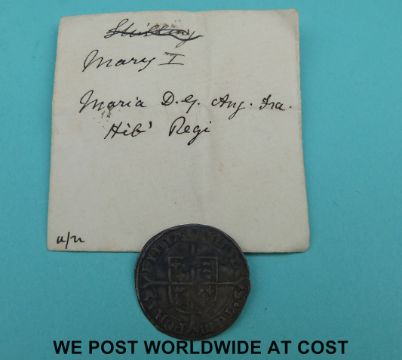 Shilling
Mary I
Maria D.G. Ang. Fra.
Hib' Regi
WE POST WORLDWIDE AT COST